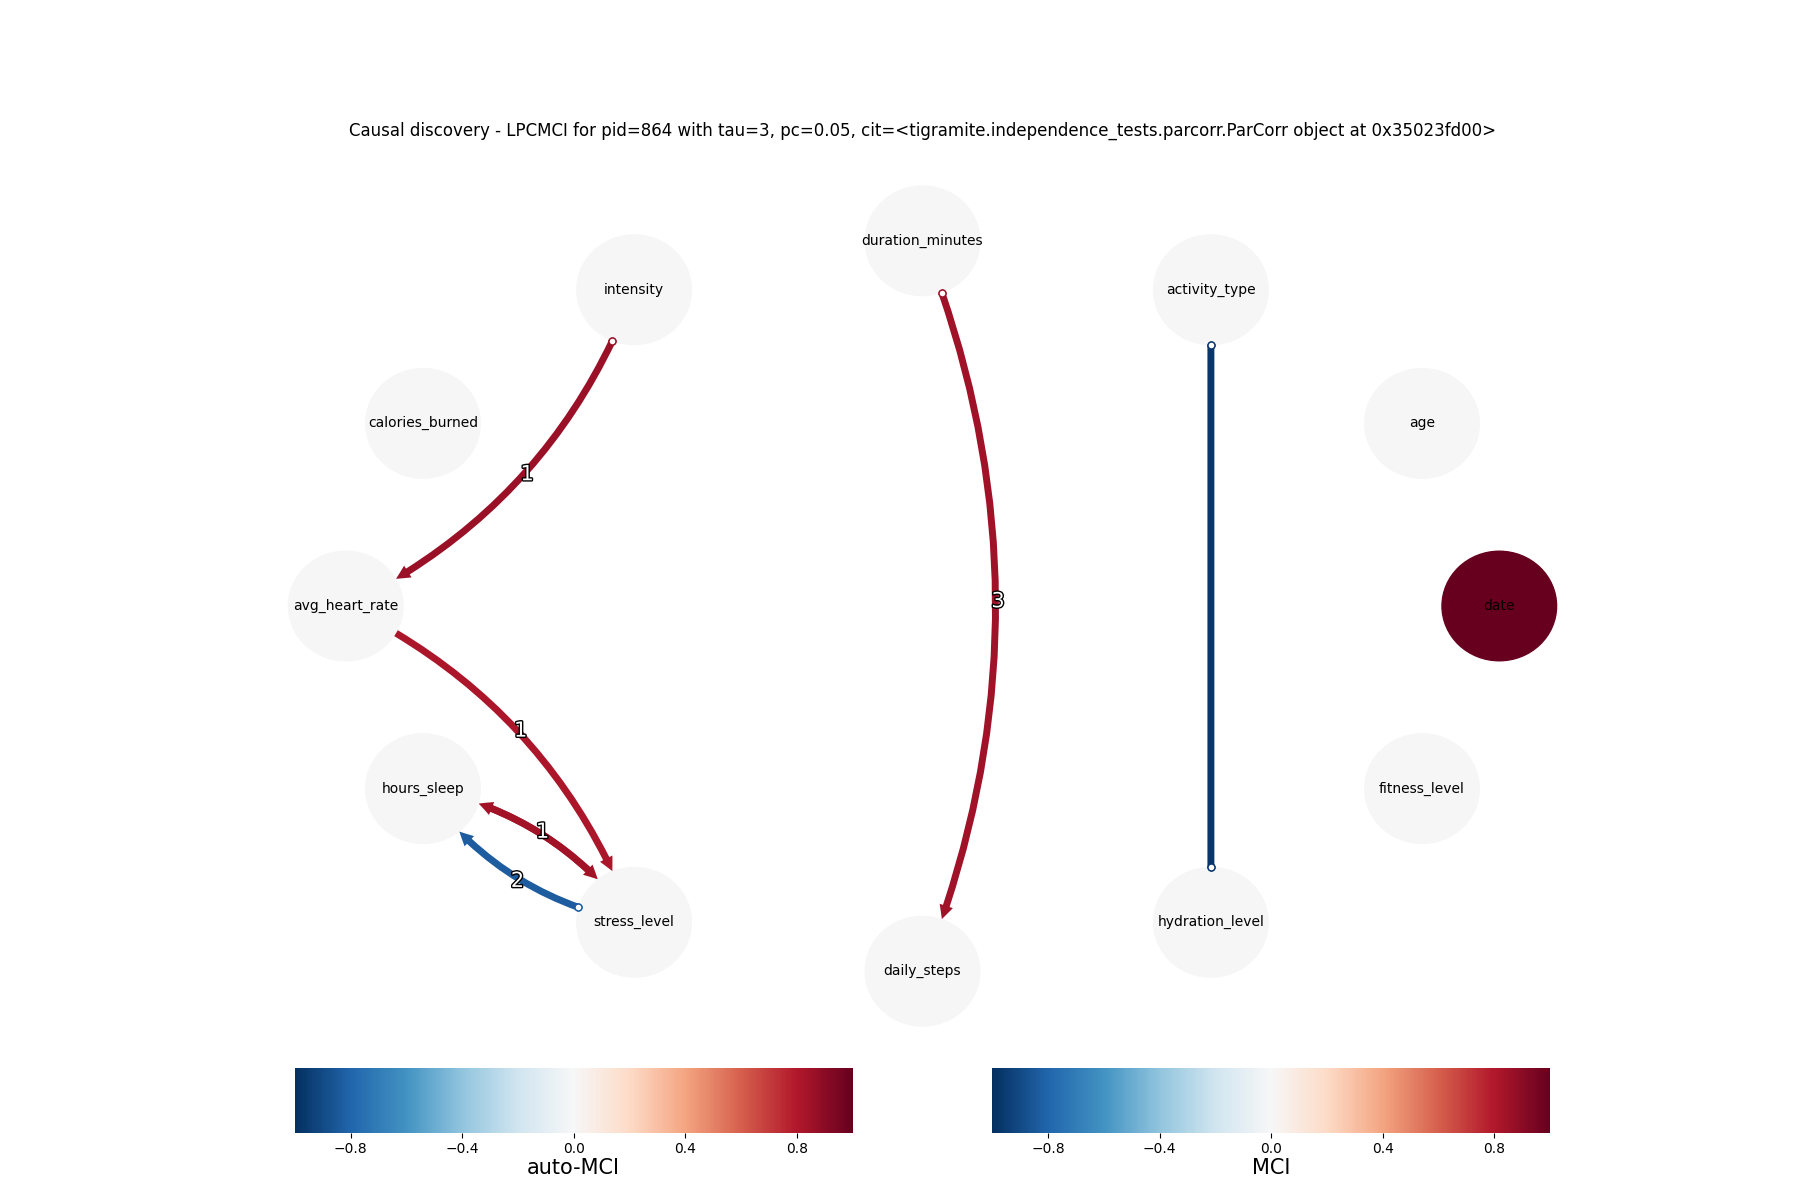 Causal discovery - LPCMCI for pid=864 with tau=3, pc=0.05, cit=<tigramite.independence_tests.parcorr.ParCorr object at 0x35023fd00>
duration_minutes
intensity
activity_type
calories_burned
age
1
3
avg_heart_rate
date
1
hours_sleep
fitness_level
1
2
stress_level
hydration_level
daily_steps
−0.8 −0.4 0.0 0.4 0.8
auto-MCI
−0.8 −0.4 0.0 0.4 0.8
MCI